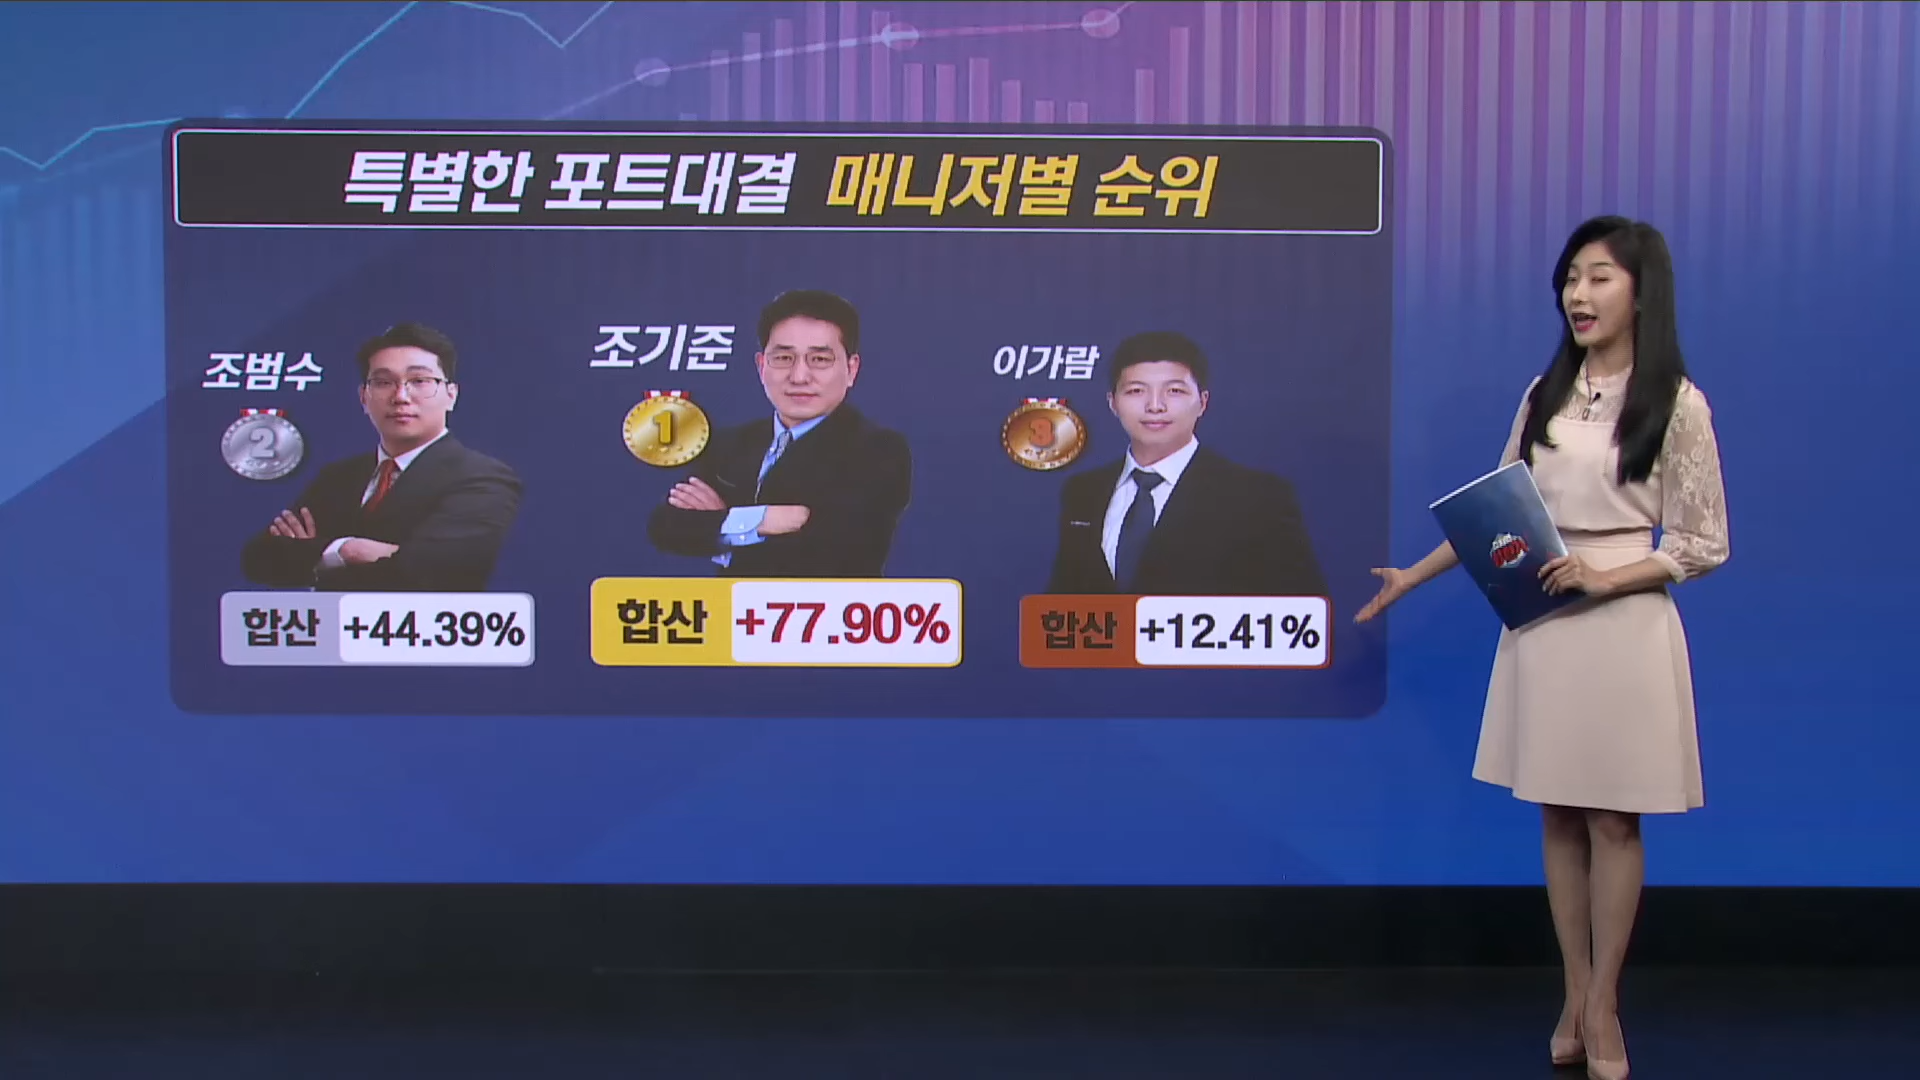 특별한 포트대결 매니저별 순위
조범수
2
합산 +44.39%
조기준
1
합산 +77.90%
이가람
3
합산 +12.41%